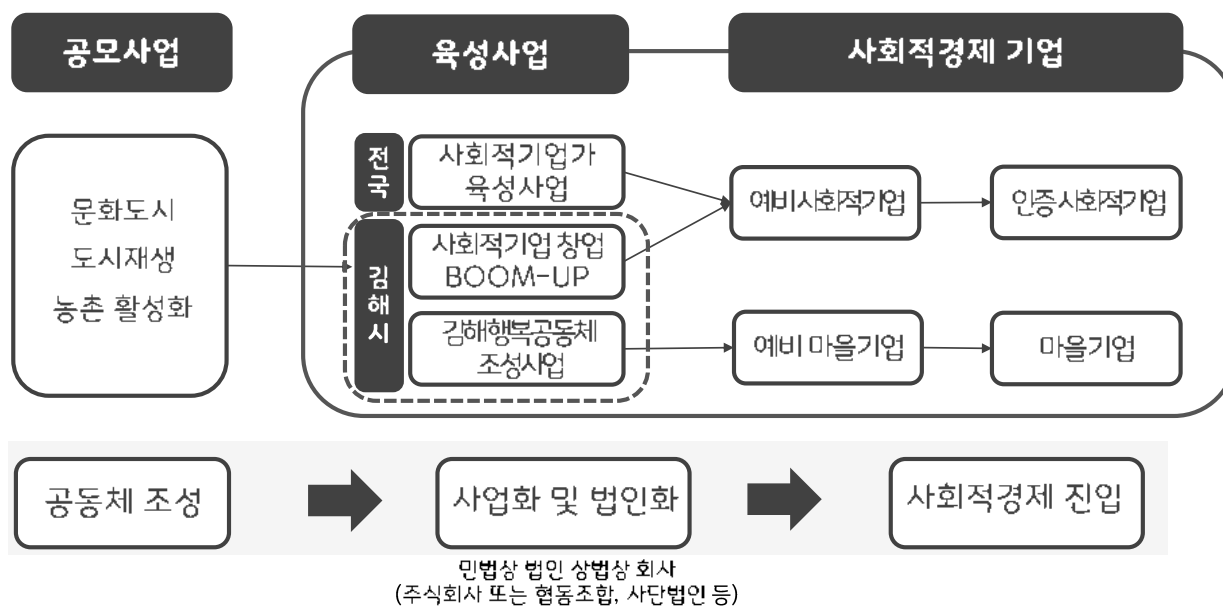 공모사업
육성사업
사회적경제 기업
문화도시
도시재생
농촌 활성화
전국
사회적기업가
육성사업
김해시
사회적기업 창업
BOOM-UP
김해행복공동체
조성사업
예비사회적기업
인증사회적기업
예비 마을기업
마을기업
공동체 조성
사업화 및 법인화
사회적경제 진입
민법상 법인 상법상 회사
(주식회사 또는 협동조합, 사단법인 등)